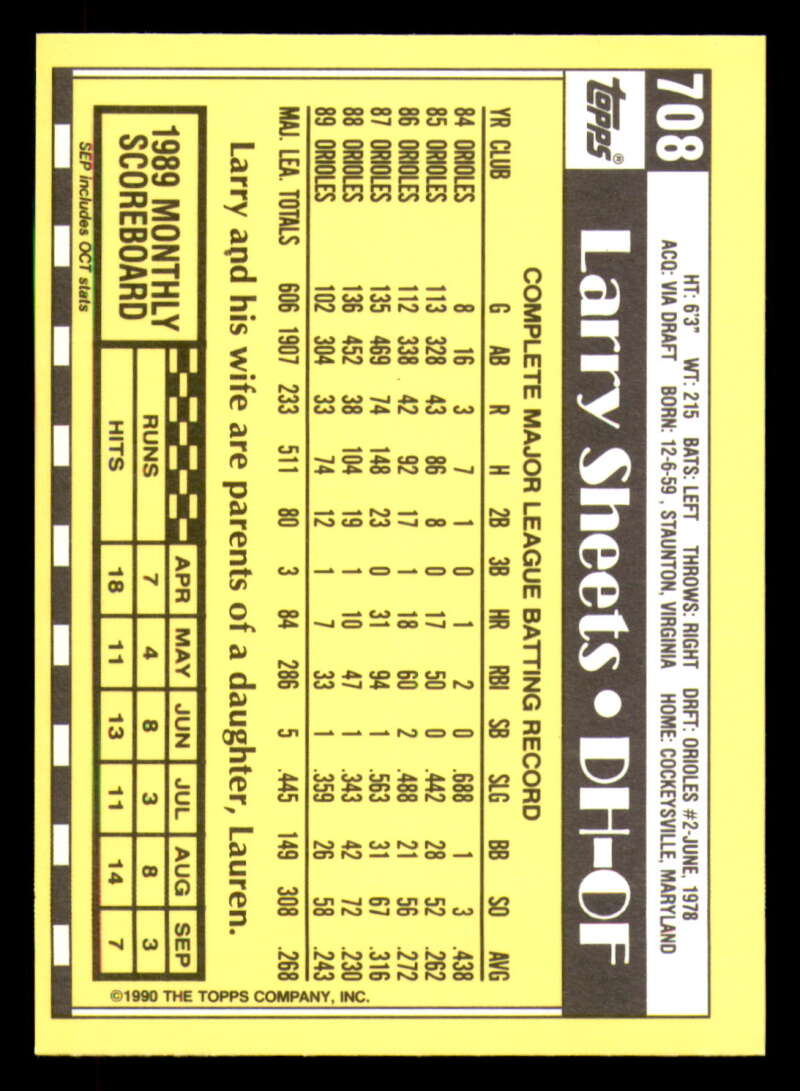 708
topps®
HT: 6'3" WT: 215 BATS: LEFT THROWS: RIGHT DRFT: ORIOLES #2-JUNE, 1978
ACQ: VIA DRAFT BORN: 12-6-59 , STAUNTON, VIRGINIA HOME: COCKEYSVILLE, MARYLAND
Larry Sheets • DH-OF
COMPLETE MAJOR LEAGUE BATTING RECORD
YR CLUB G AB R H 2B 3B HR RBI SB SLG BB SO AVG
84 ORIOLES 8 16 3 7 1 0 1 2 0 .688 1 3 .438
85 ORIOLES 113 328 43 86 8 0 17 50 0 .442 28 52 .262
86 ORIOLES 112 338 42 92 17 1 18 60 2 .488 21 56 .272
87 ORIOLES 135 469 74 148 23 0 31 94 1 .563 31 67 .316
88 ORIOLES 136 452 38 104 19 1 10 47 1 .343 42 72 .230
89 ORIOLES 102 304 33 74 12 1 7 33 1 .359 26 58 .243
MAJ. LEA. TOTALS 606 1907 233 511 80 3 84 286 5 .445 149 308 .268
Larry and his wife are parents of a daughter, Lauren.
1989 MONTHLY
SCOREBOARD
SEP includes OCT stats
APR MAY JUN JUL AUG SEP
RUNS 7 4 8 3 8 3
HITS 18 11 13 11 14 7
©1990 THE TOPPS COMPANY, INC.